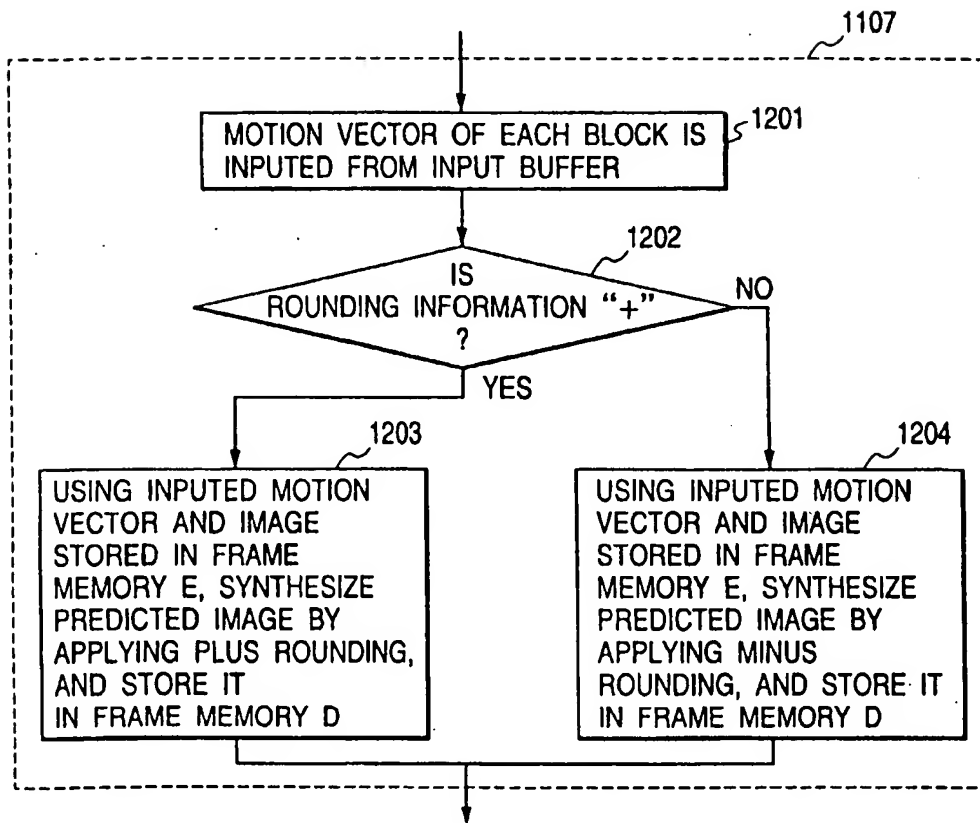 1107
1201
MOTION VECTOR OF EACH BLOCK IS
INPUTED FROM INPUT BUFFER
1202
IS
ROUNDING INFORMATION “+”
?
NO
YES
1203
USING INPUTED MOTION
VECTOR AND IMAGE
STORED IN FRAME
MEMORY E, SYNTHESIZE
PREDICTED IMAGE BY
APPLYING PLUS ROUNDING,
AND STORE IT
IN FRAME MEMORY D
1204
USING INPUTED MOTION
VECTOR AND IMAGE
STORED IN FRAME
MEMORY E, SYNTHESIZE
PREDICTED IMAGE BY
APPLYING MINUS
ROUNDING, AND STORE IT
IN FRAME MEMORY D